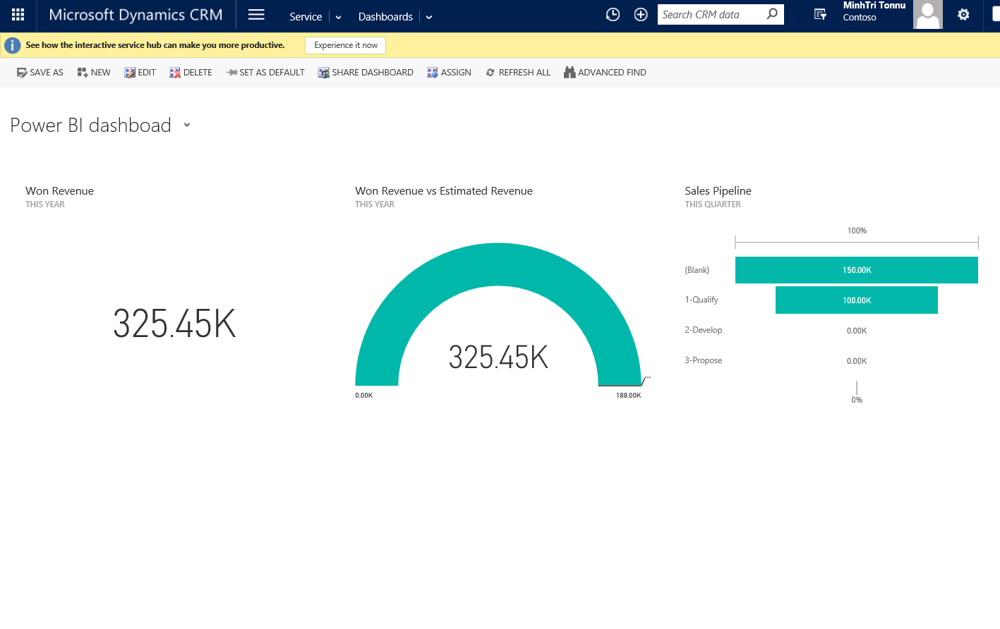 Microsoft Dynamics CRM
Service
Dashboards
Search CRM data
MinhTri Tonnu
Contoso
See how the interactive service hub can make you more productive.
Experience it now
SAVE AS
NEW
EDIT
DELETE
SET AS DEFAULT
SHARE DASHBOARD
ASSIGN
REFRESH ALL
ADVANCED FIND
Power BI dashboad
Won Revenue
THIS YEAR
325.45K
Won Revenue vs Estimated Revenue
THIS YEAR
325.45K
...
0.00K
188.00K
Sales Pipeline
THIS QUARTER
100%
(Blank)
150.00K
1-Qualify
100.00K
2-Develop
0.00K
3-Propose
0.00K
0%